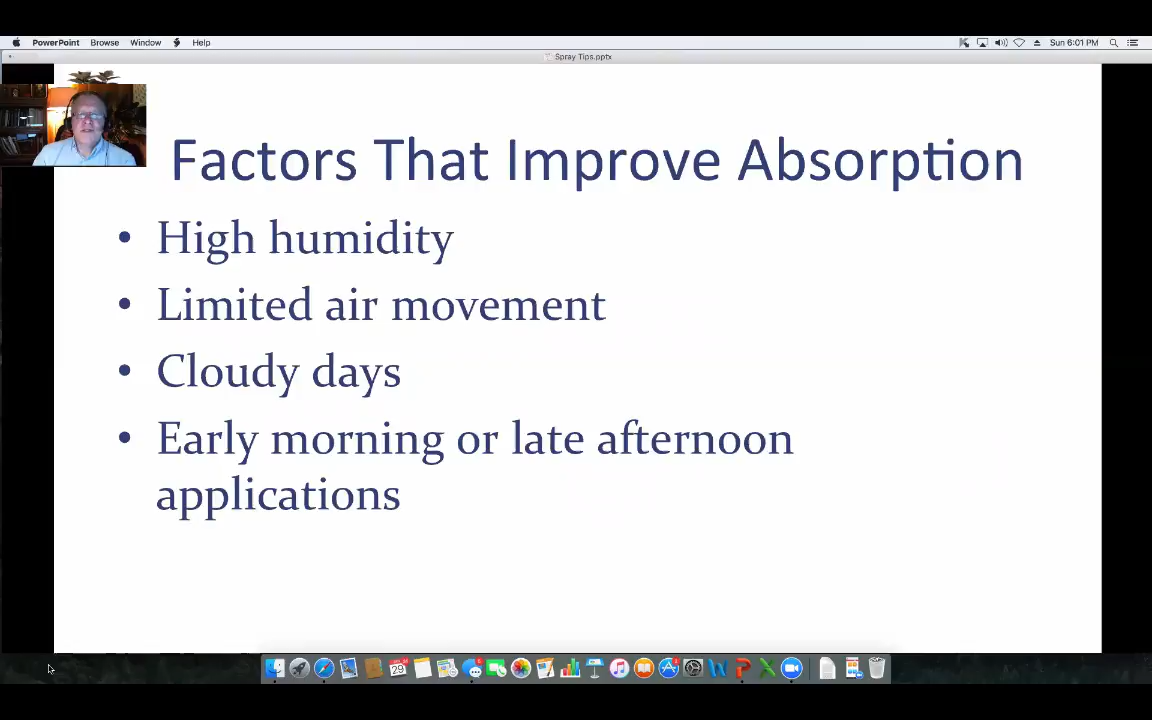 PowerPoint Browse Window Help Sun 6:01 PM
Spray Tips.pptx
Factors That Improve Absorption
• High humidity
• Limited air movement
• Cloudy days
• Early morning or late afternoon
applications
29